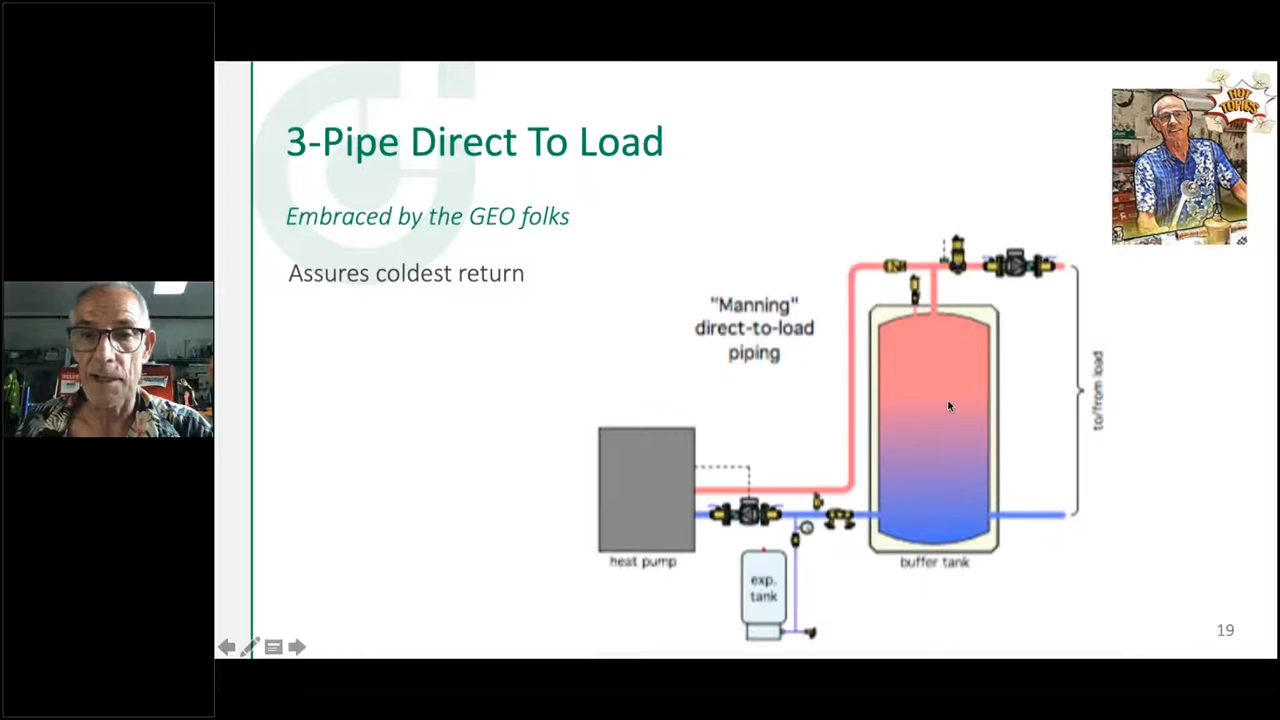 3-Pipe Direct To Load
HOT
TOPICS
Embraced by the GEO folks
Assures coldest return
"Manning"
direct-to-load
piping
to/from load
heat pump
buffer tank
exp.
tank
19